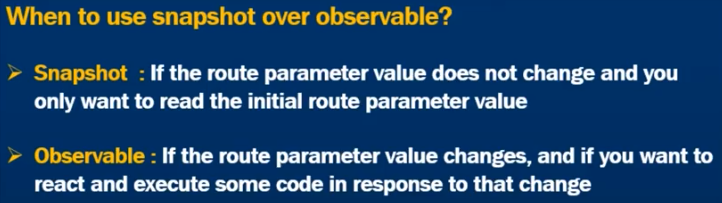 When to use snapshot over observable?
➢ Snapshot : If the route parameter value does not change and you
only want to read the initial route parameter value
➢ Observable : If the route parameter value changes, and if you want to
react and execute some code in response to that change